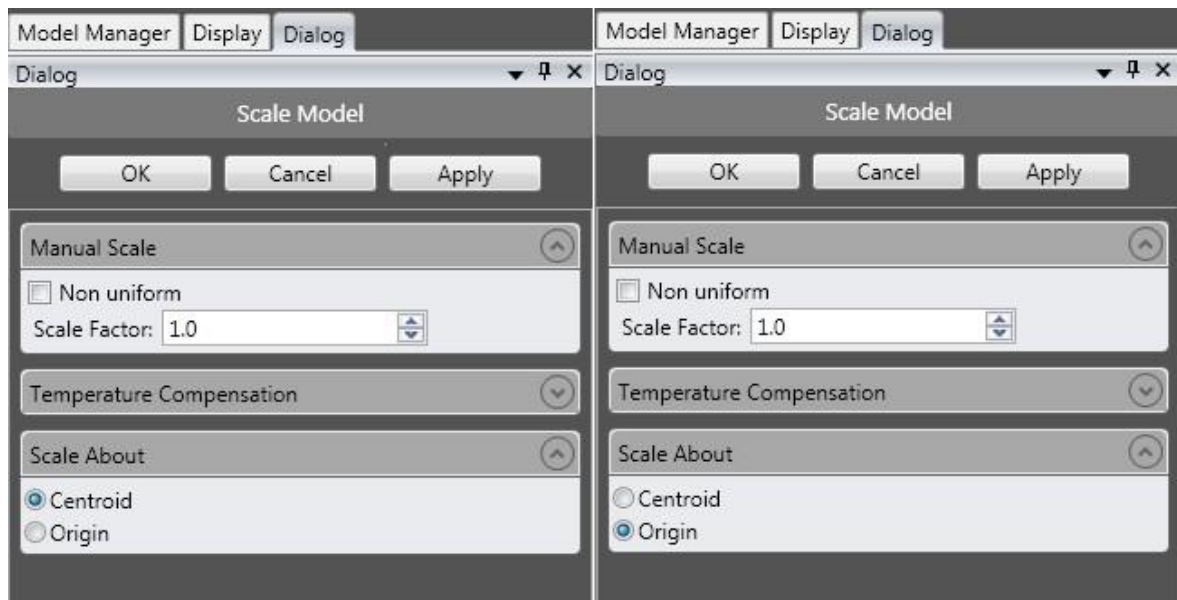 Model Manager Display Dialog
Dialog
Scale Model
OK Cancel Apply
Manual Scale
Non uniform
Scale Factor: 1.0
Temperature Compensation
Scale About
Centroid
Origin
Model Manager Display Dialog
Dialog
Scale Model
OK Cancel Apply
Manual Scale
Non uniform
Scale Factor: 1.0
Temperature Compensation
Scale About
Centroid
Origin